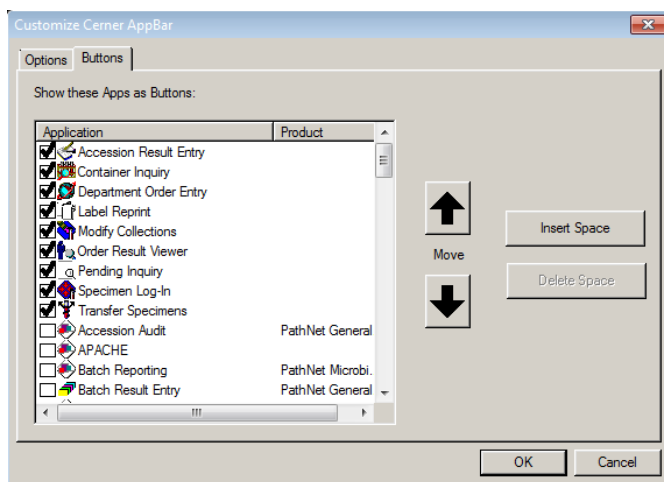 Customize Cerner AppBar
Options Buttons
Show these Apps as Buttons:
Application Product
Accession Result Entry
Container Inquiry
Department Order Entry
Label Reprint
Modify Collections
Order Result Viewer
Pending Inquiry
Specimen Log-In
Transfer Specimens
Accession Audit PathNet General
APACHE
Batch Reporting PathNet Microbi.
Batch Result Entry PathNet General
Move
Insert Space
Delete Space
OK Cancel